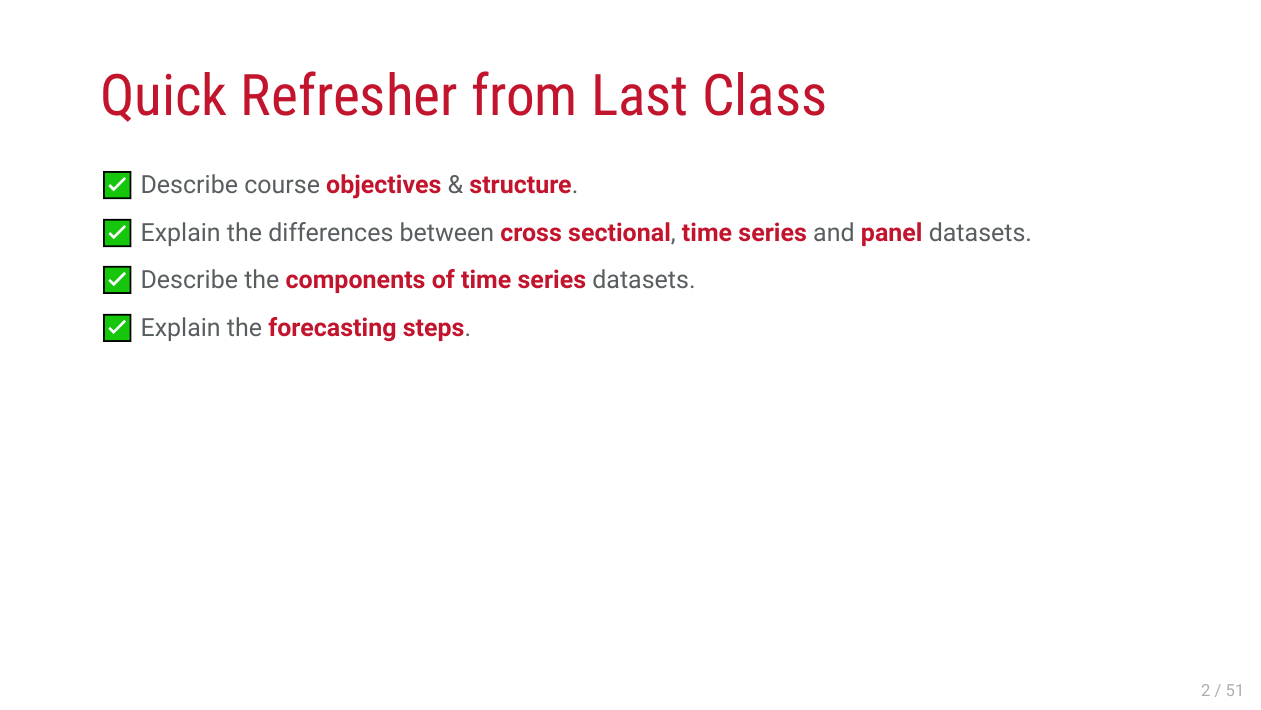 Quick Refresher from Last Class
✅ Describe course objectives & structure.
✅ Explain the differences between cross sectional, time series and panel datasets.
✅ Describe the components of time series datasets.
✅ Explain the forecasting steps.
2 / 51